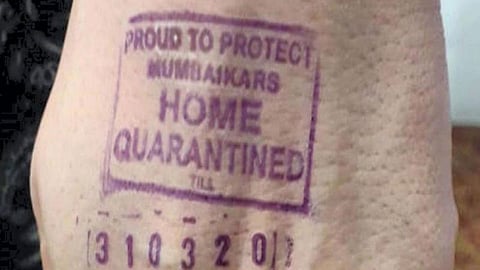 PROUD TO PROTECT
MUMBAIKARS
HOME
QUARANTINED
TILL
310320